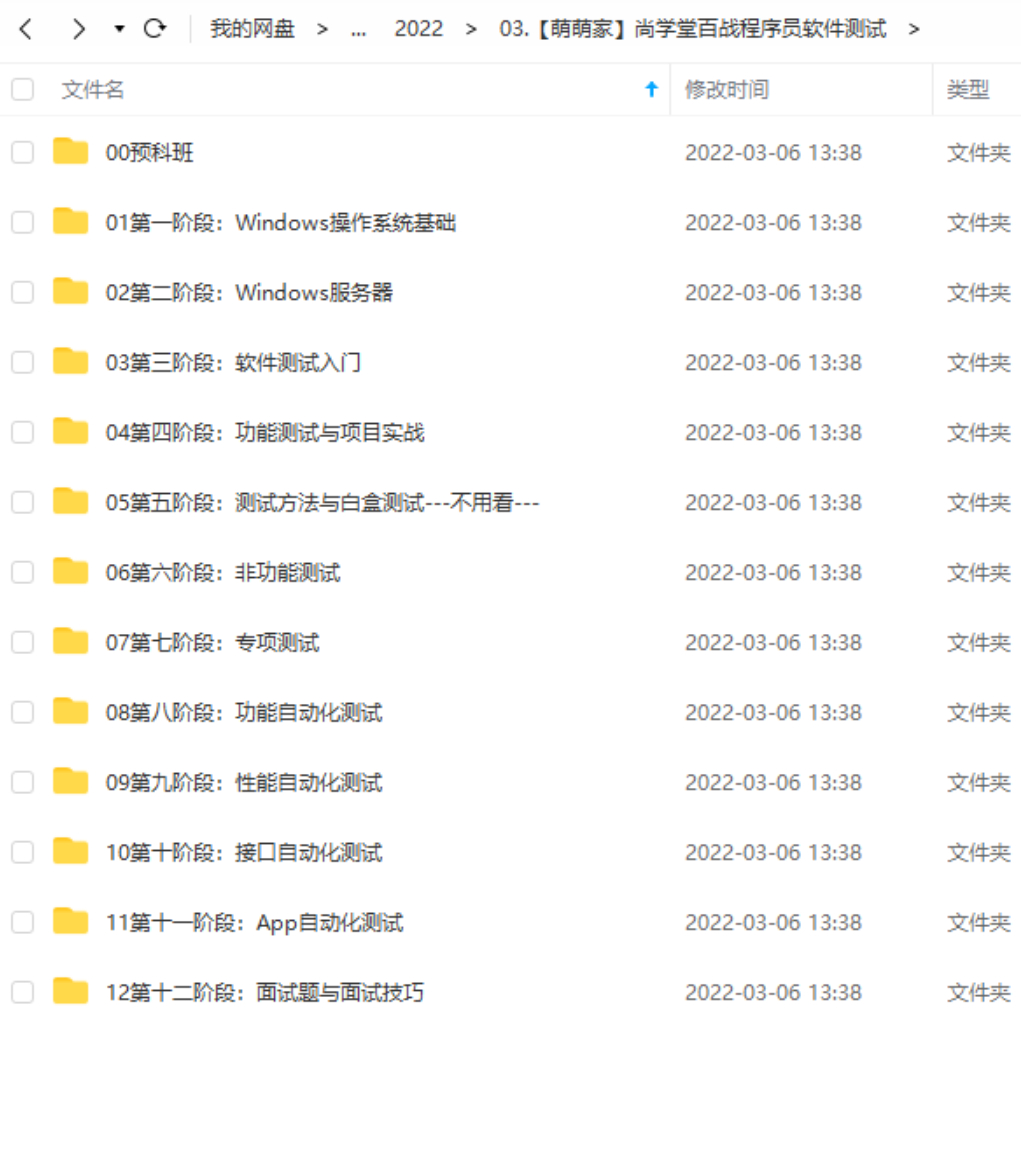 我的网盘 > ... 2022 > 03.【萌萌家】尚学堂百战程序员软件测试 >
文件名 修改时间 类型
00预科班 2022-03-06 13:38 文件夹
01第一阶段：Windows操作系统基础 2022-03-06 13:38 文件夹
02第二阶段：Windows服务器 2022-03-06 13:38 文件夹
03第三阶段：软件测试入门 2022-03-06 13:38 文件夹
04第四阶段：功能测试与项目实战 2022-03-06 13:38 文件夹
05第五阶段：测试方法与白盒测试---不用看--- 2022-03-06 13:38 文件夹
06第六阶段：非功能测试 2022-03-06 13:38 文件夹
07第七阶段：专项测试 2022-03-06 13:38 文件夹
08第八阶段：功能自动化测试 2022-03-06 13:38 文件夹
09第九阶段：性能自动化测试 2022-03-06 13:38 文件夹
10第十阶段：接口自动化测试 2022-03-06 13:38 文件夹
11第十一阶段：App自动化测试 2022-03-06 13:38 文件夹
12第十二阶段：面试题与面试技巧 2022-03-06 13:38 文件夹